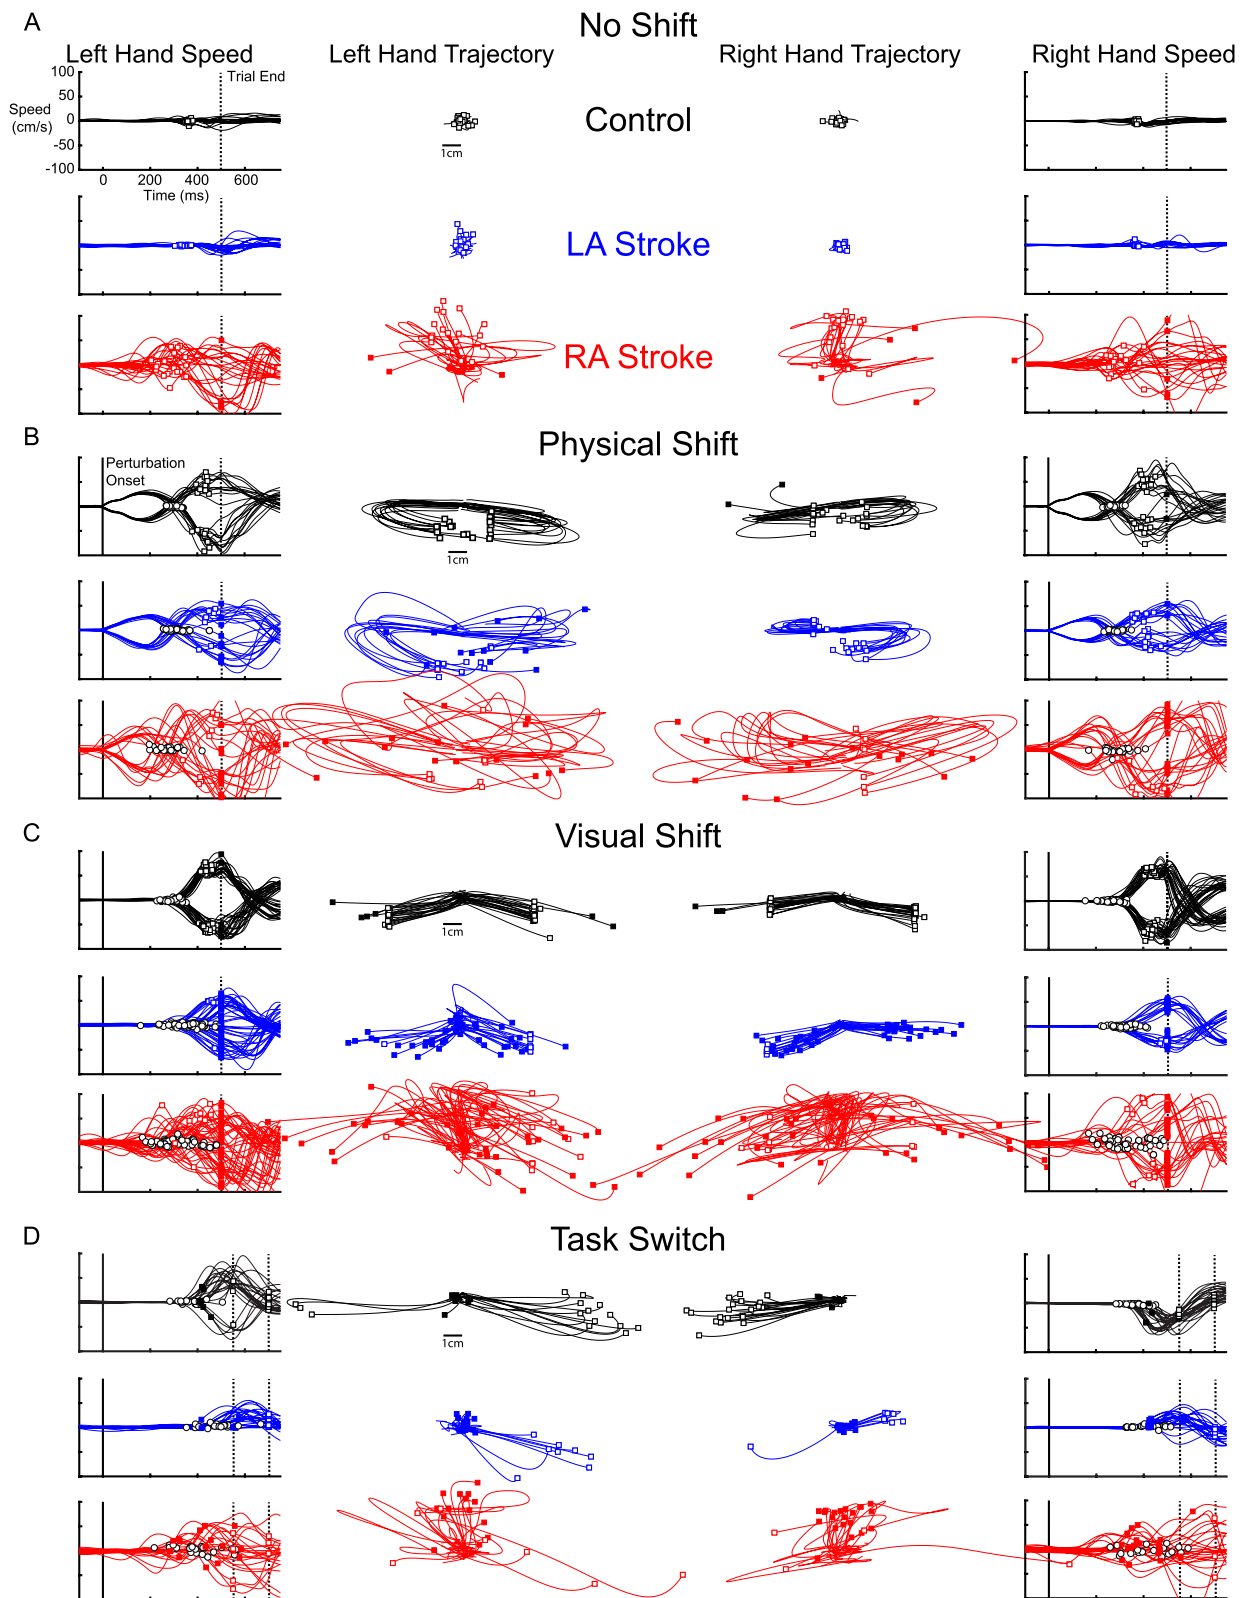 A
No Shift
Left Hand Speed
Left Hand Trajectory
Right Hand Trajectory
Right Hand Speed
100
50
0
-50
-100
Speed
(cm/s)
Trial End
0
200
400
600
Time (ms)
1cm
Control
LA Stroke
RA Stroke
B
Physical Shift
Perturbation
Onset
1cm
C
Visual Shift
1cm
D
Task Switch
1cm